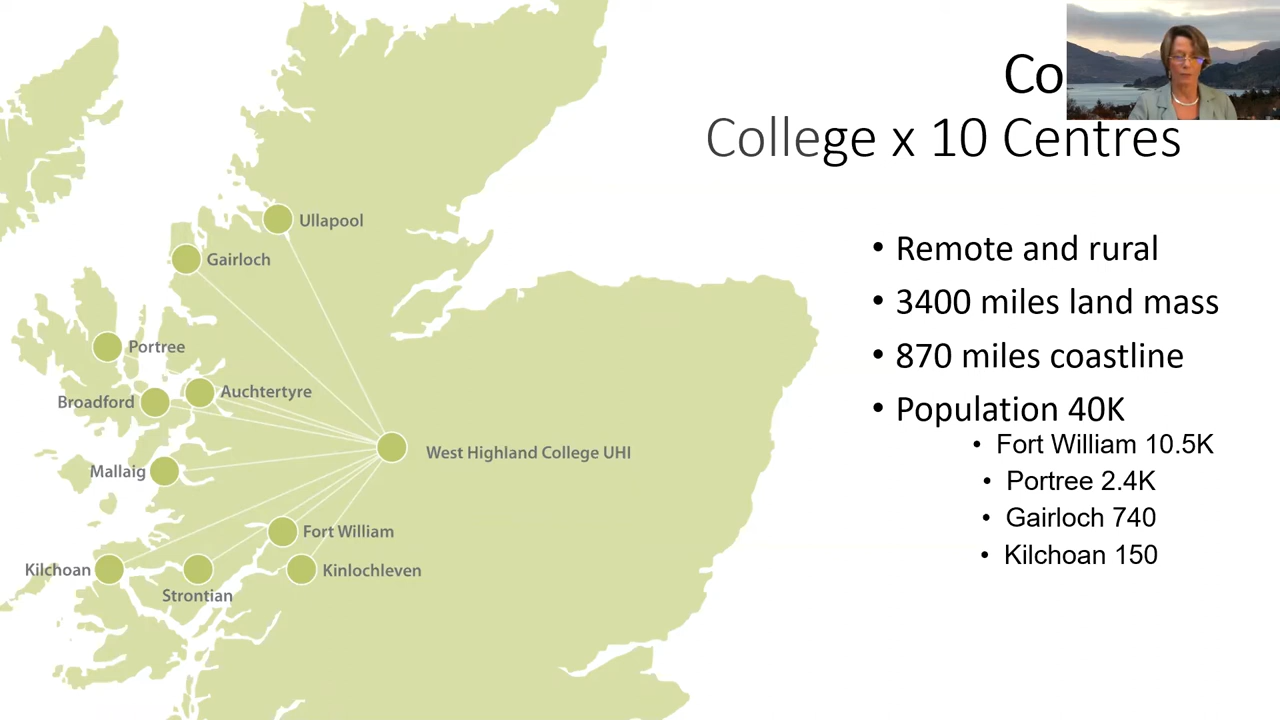 College x 10 Centres
Ullapool
Gairloch
Portree
Auchtertyre
Broadford
West Highland College UHI
Mallaig
Fort William
Kilchoan
Kinlochleven
Strontian
• Remote and rural
• 3400 miles land mass
• 870 miles coastline
• Population 40K
• Fort William 10.5K
• Portree 2.4K
• Gairloch 740
• Kilchoan 150